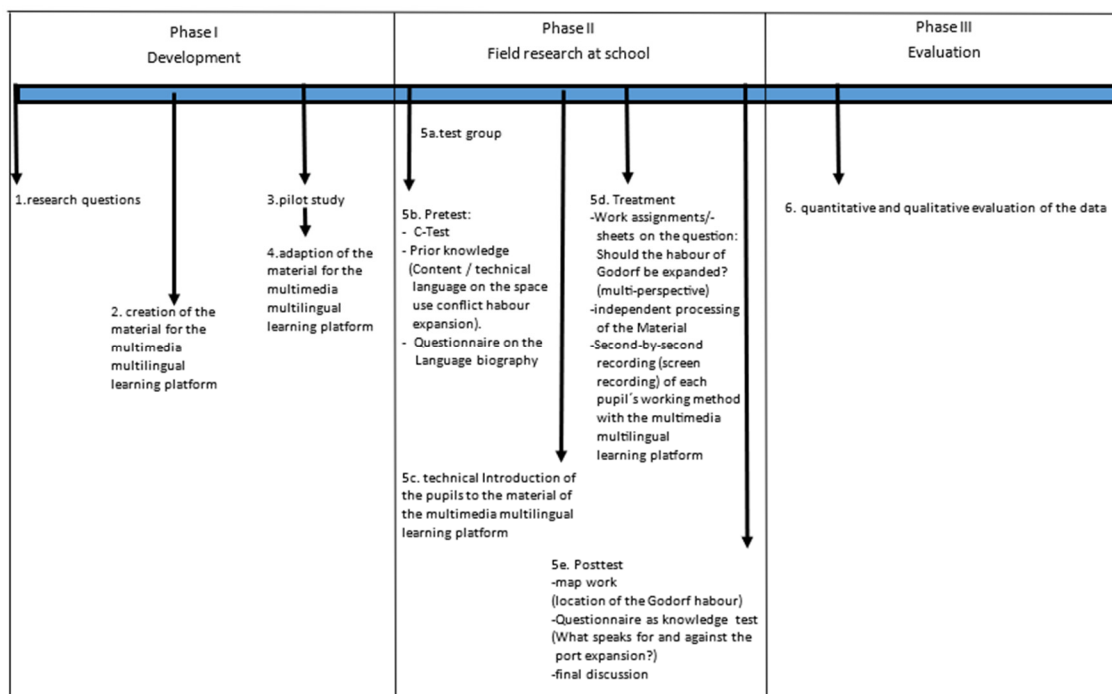 Phase I
Development
Phase II
Field research at school
Phase III
Evaluation
1.research questions
2. creation of the
material for the
multimedia
multilingual
learning platform
3.pilot study
4.adaption of the
material for the
multimedia
multilingual
learning platform
5a.test group
5b. Pretest:
- C-Test
- Prior knowledge
(Content / technical
language on the space
use conflict habour
expansion).
- Questionnaire on the
Language biography
5c. technical Introduction of
the pupils to the material of
the multimedia multilingual
learning platform
5d. Treatment
-Work assignments/-
sheets on the question:
Should the habour of
Godorf be expanded?
(multi-perspective)
-independent processing
of the Material
-Second-by-second
recording (screen
recording) of each
pupil´s working method
with the multimedia
multilingual
learning platform
5e. Posttest
-map work
(location of the Godorf habour)
-Questionnaire as knowledge test
(What speaks for and against the
port expansion?)
-final discussion
6. quantitative and qualitative evaluation of the data